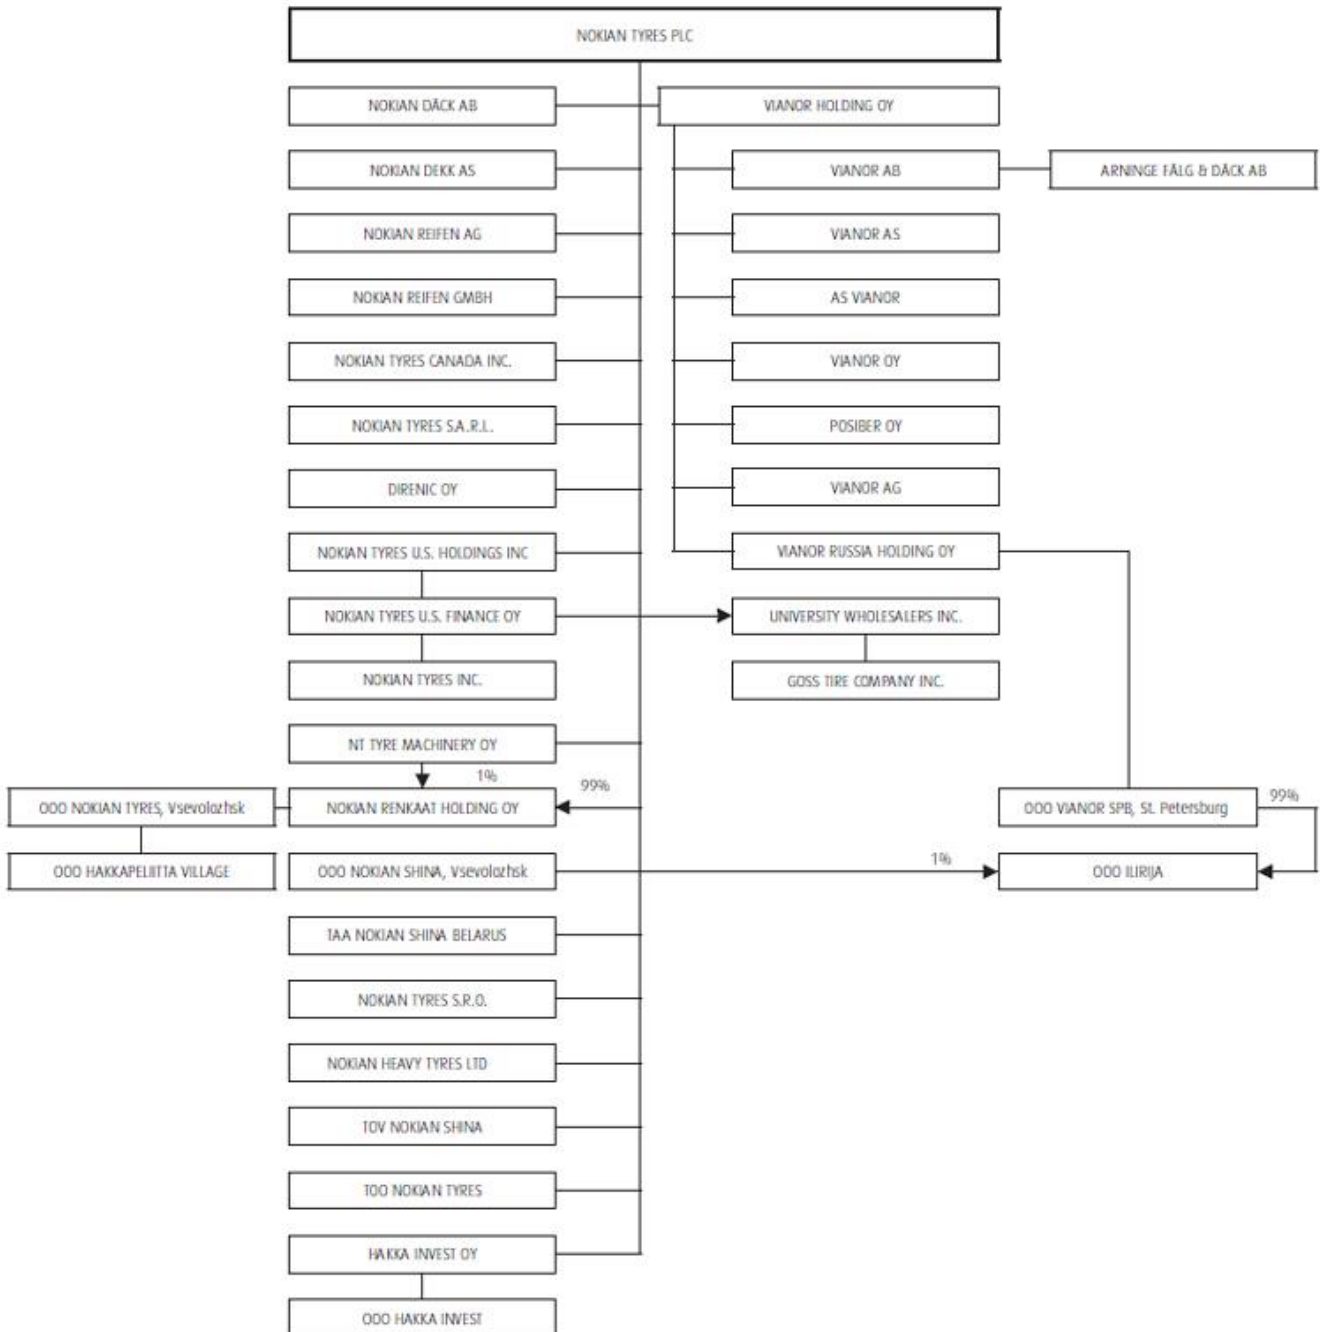 NOKIAN TYRES PLC
NOKIAN DÄCK AB
VIANOR HOLDING OY
NOKIAN DEKK AS
VIANOR AB
ARNINGE FÄLG & DÄCK AB
NOKIAN REIFEN AG
VIANOR AS
NOKIAN REIFEN GMBH
AS VIANOR
NOKIAN TYRES CANADA INC.
VIANOR OY
NOKIAN TYRES S.A.R.L.
POSIBER OY
DIRENIC OY
VIANOR AG
NOKIAN TYRES U.S. HOLDINGS INC
VIANOR RUSSIA HOLDING OY
NOKIAN TYRES U.S. FINANCE OY
UNIVERSITY WHOLESALERS INC.
NOKIAN TYRES INC.
GOSS TIRE COMPANY INC.
NT TYRE MACHINERY OY
1%
99%
OOO NOKIAN TYRES, Vsevolozhsk
NOKIAN RENKAAT HOLDING OY
OOO VIANOR SPB, St. Petersburg
99%
OOO HAKKAPELIITTA VILLAGE
OOO NOKIAN SHINA, Vsevolozhsk
1%
OOO ILIRIJA
TAA NOKIAN SHINA BELARUS
NOKIAN TYRES S.R.O.
NOKIAN HEAVY TYRES LTD
TOV NOKIAN SHINA
TOO NOKIAN TYRES
HAKKA INVEST OY
OOO HAKKA INVEST